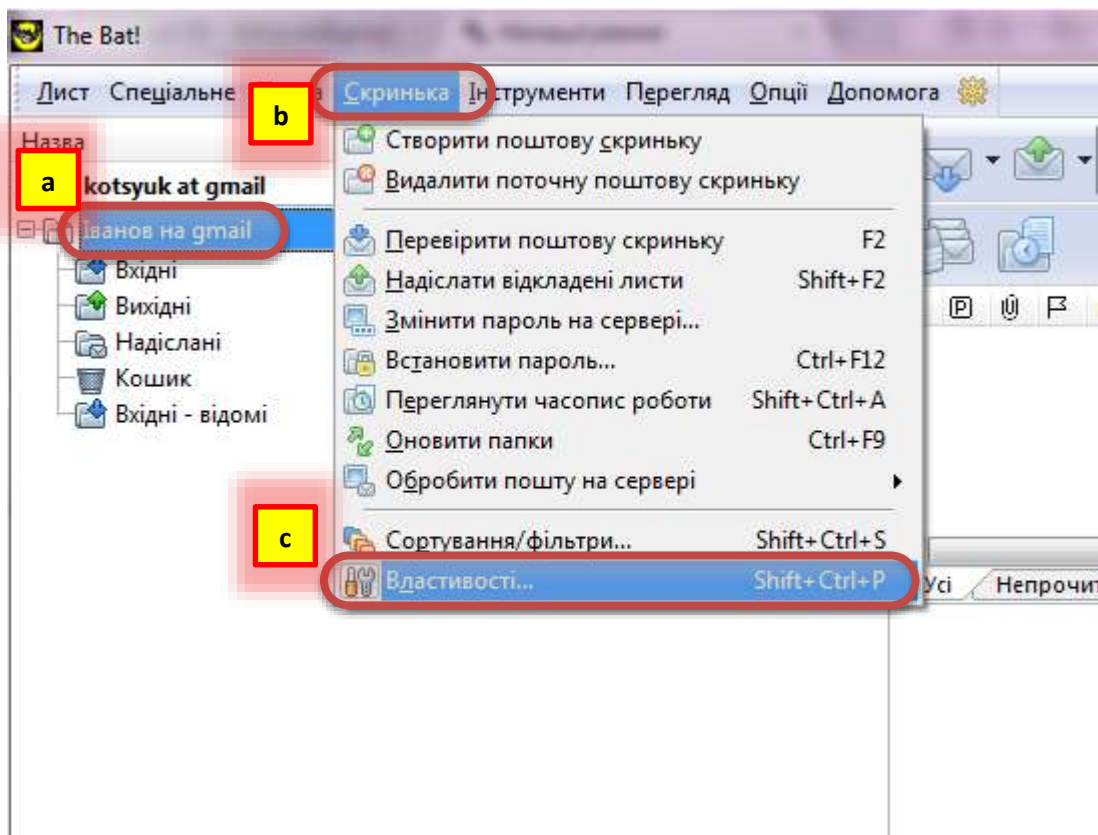 The Bat!
Лист Спеціальне а Скринька Інструменти Перегляд Опції Допомога
b
Назва
Створити поштову скриньку
a
kotsyuk at gmail
Видалити поточну поштову скриньку
Іванов на gmail
Перевірити поштову скриньку F2
Вхідні
Надіслати відкладені листи Shift+F2
Вихідні
Змінити пароль на сервері...
Надіслані
Встановити пароль... Ctrl+F12
Кошик
Переглянути часопис роботи Shift+Ctrl+A
Вхідні - відомі
Оновити папки Ctrl+F9
Обробити пошту на сервері
c
Сортування/фільтри... Shift+Ctrl+S
Властивості... Shift+Ctrl+P
Усі Непрочит